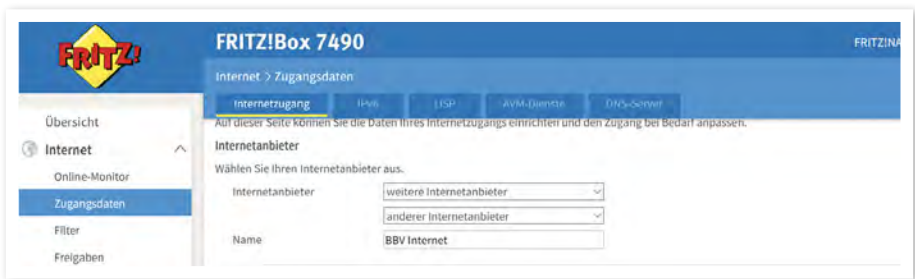 FRITZ!
FRITZ!Box 7490
FRITZ!NA
Internet > Zugangsdaten
Internetzugang IPv6 LISP AVM-Dienste DNS-Server
Auf dieser Seite können Sie die Daten Ihres Internetzugangs einrichten und den Zugang bei Bedarf anpassen.
Übersicht
Internet
Online-Monitor
Zugangsdaten
Filter
Freigaben
Internetanbieter
Wählen Sie Ihren Internetanbieter aus.
Internetanbieter weitere Internetanbieter
anderer Internetanbieter
Name BBV Internet